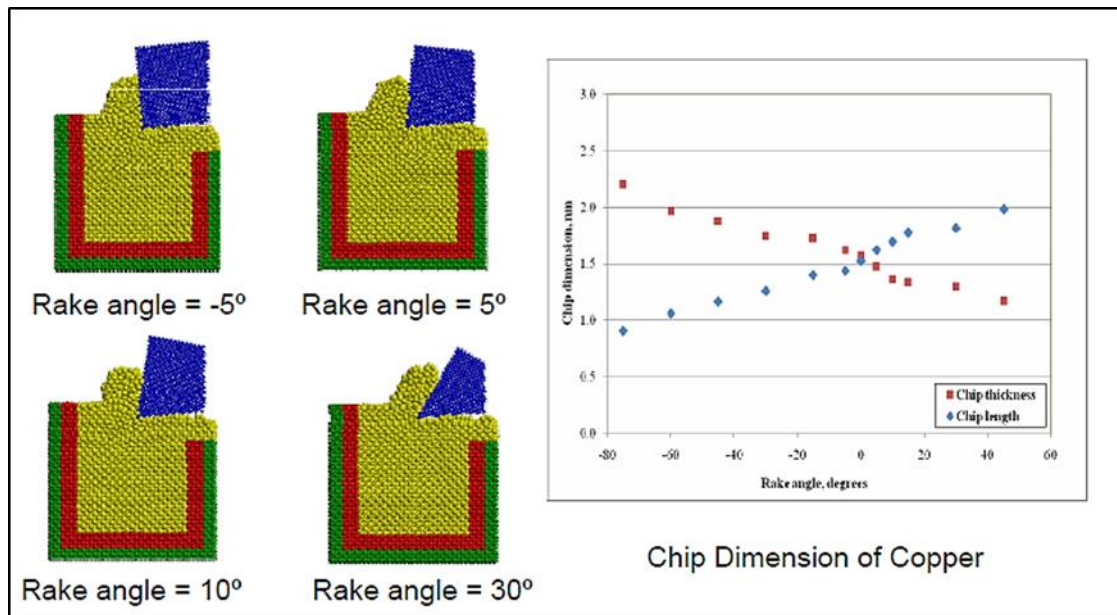 Rake angle = -5º
Rake angle = 5º
Rake angle = 10º
Rake angle = 30º
3.0
2.5
2.0
1.5
1.0
0.5
0.0
-80
-60
-40
-20
0
20
40
60
Chip dimension, nm
Rake angle, degrees
Chip thickness
Chip length
Chip Dimension of Copper